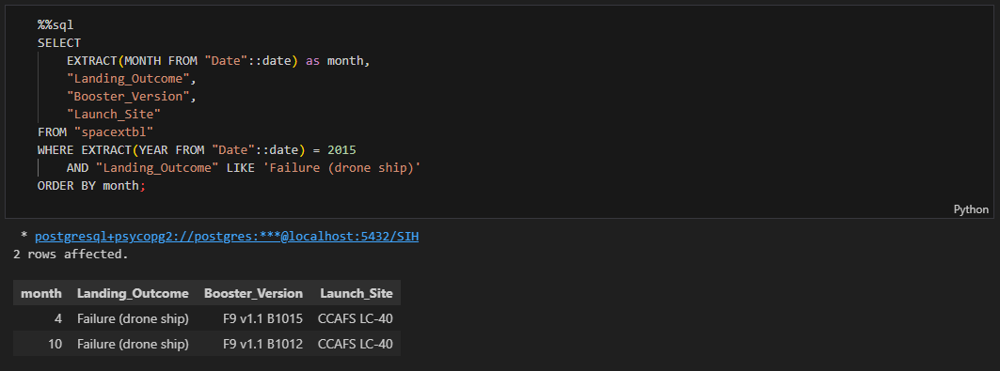 %%sql
SELECT
    EXTRACT(MONTH FROM "Date"::date) as month,
    "Landing_Outcome",
    "Booster_Version",
    "Launch_Site"
FROM "spacextbl"
WHERE EXTRACT(YEAR FROM "Date"::date) = 2015
    AND "Landing_Outcome" LIKE 'Failure (drone ship)'
ORDER BY month;
Python
* postgresql+psycopg2://postgres:***@localhost:5432/SIH
2 rows affected.
month Landing_Outcome Booster_Version Launch_Site
4 Failure (drone ship) F9 v1.1 B1015 CCAFS LC-40
10 Failure (drone ship) F9 v1.1 B1012 CCAFS LC-40